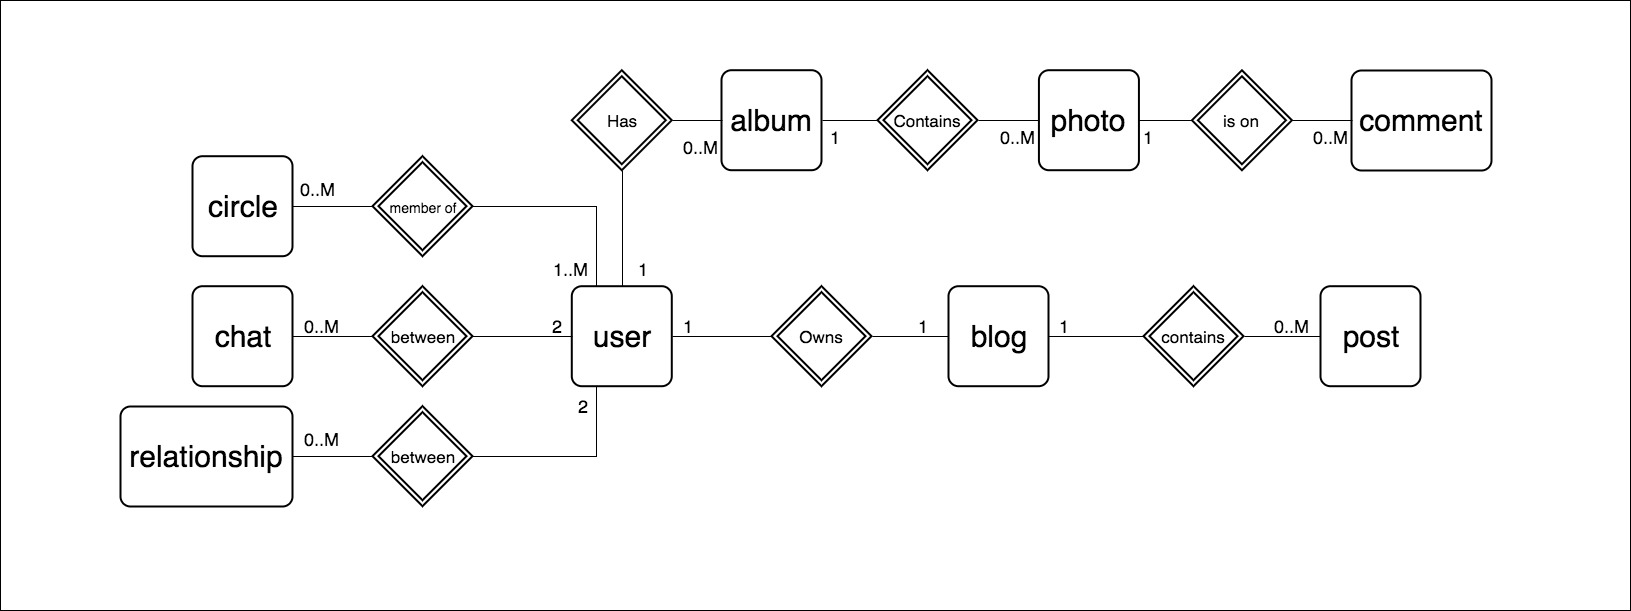 Has
0..M
album
1
Contains
0..M
photo
1
is on
0..M
comment
circle
0..M
member of
1..M
1
chat
0..M
between
2
user
1
Owns
1
blog
1
contains
0..M
post
2
relationship
0..M
between